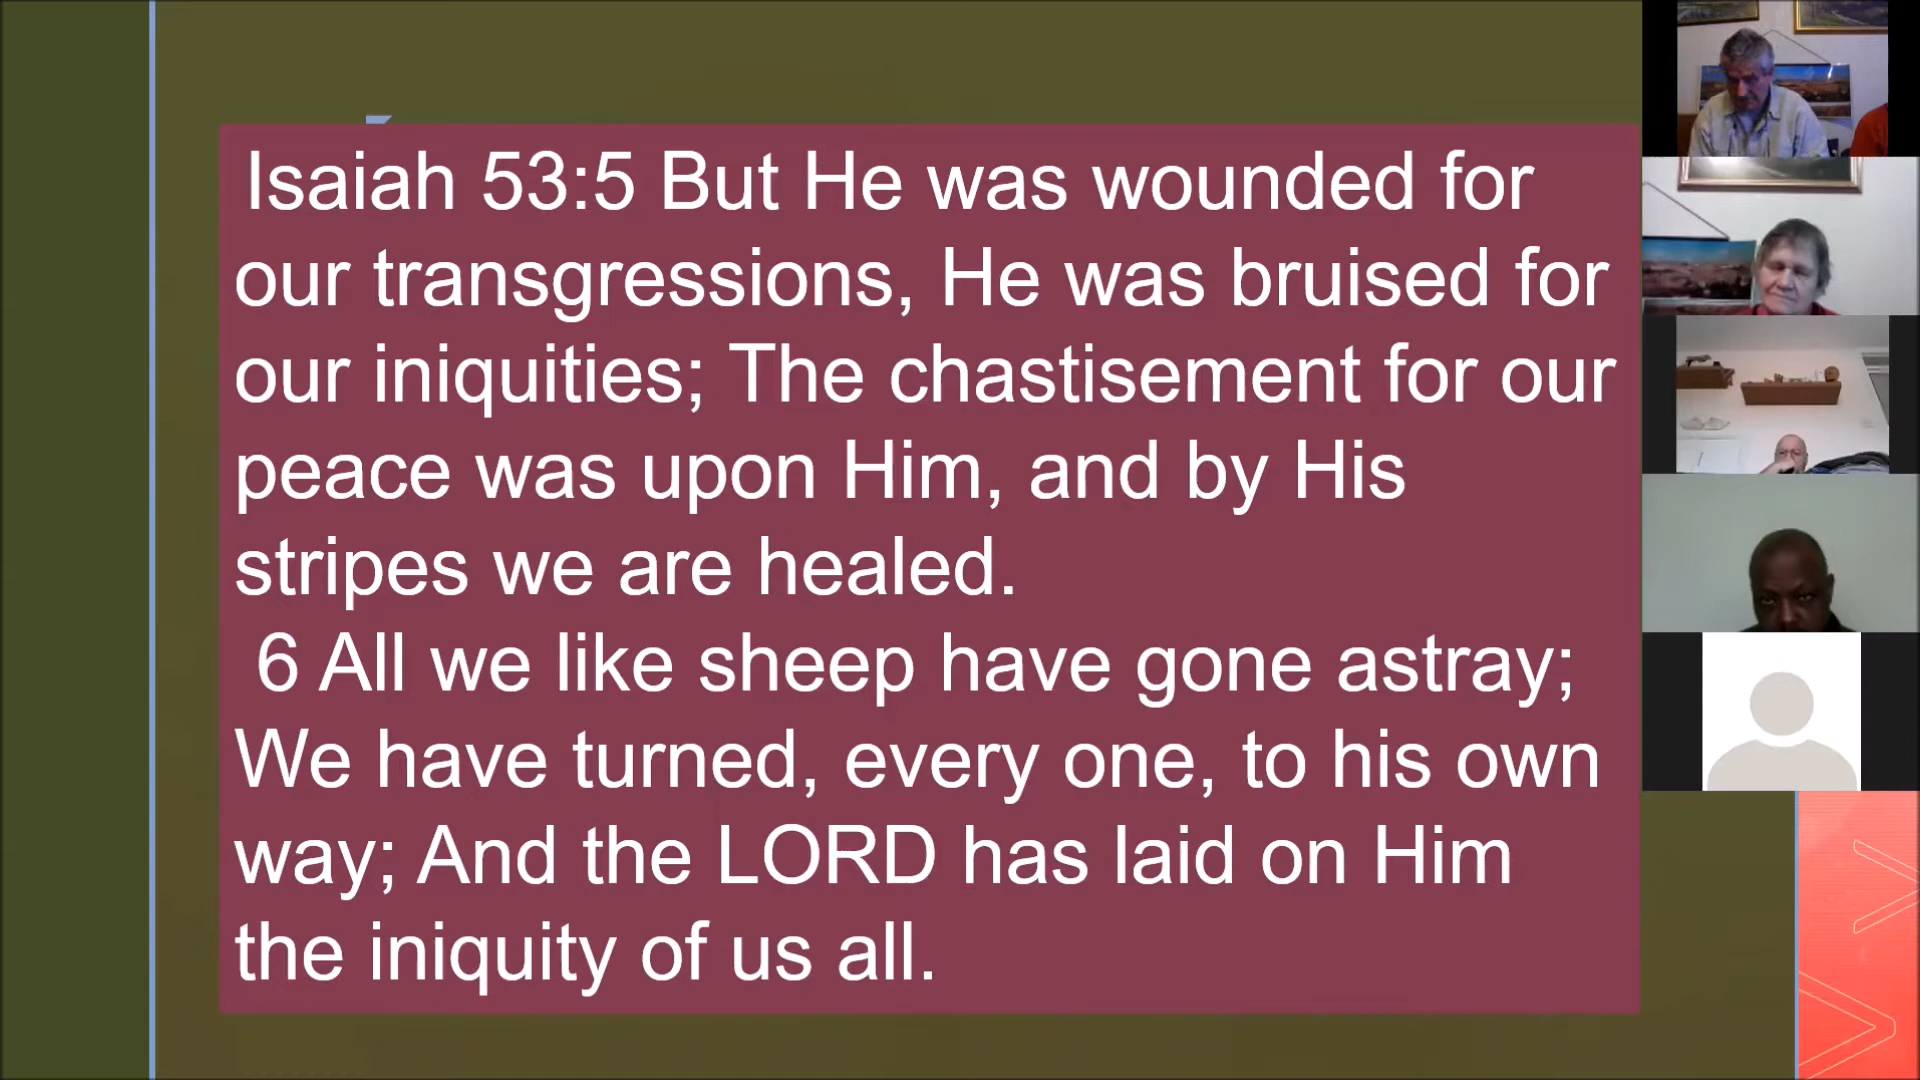 Isaiah 53:5 But He was wounded for
our transgressions, He was bruised for
our iniquities; The chastisement for our
peace was upon Him, and by His
stripes we are healed.
6 All we like sheep have gone astray;
We have turned, every one, to his own
way; And the LORD has laid on Him
the iniquity of us all.